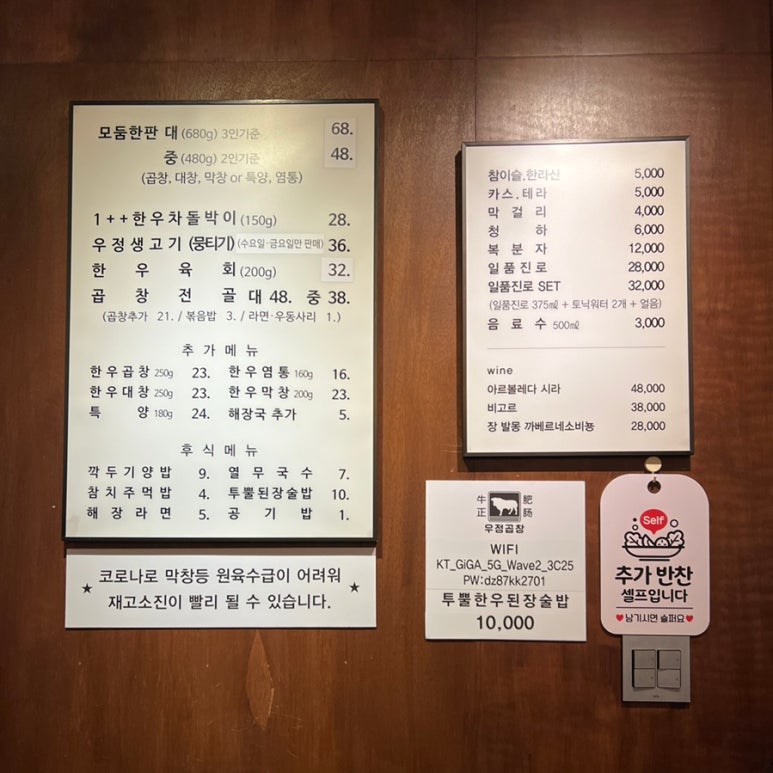 모둠한판 대 (680g) 3인기준 68.
중 (480g) 2인기준 48.
(곱창, 대창, 막창 or 특양, 염통)
1++한우차돌박이 (150g) 28.
우정생고기 (뭉티기) (수요일·금요일만 판매) 36.
한우육회 (200g) 32.
곱창전골 대 48. 중 38.
(곱창추가 21. / 볶음밥 3. / 라면·우동사리 1.)
추가메뉴
한우곱창 250g 23. 한우염통 160g 16.
한우대창 250g 23. 한우막창 200g 23.
특양 180g 24. 해장국 추가 5.
후식메뉴
깍두기양밥 9. 열무국수 7.
참치주먹밥 4. 투뿔된장술밥 10.
해장라면 5. 공기밥 1.
★ 코로나로 막창등 원육수급이 어려워 ★
재고소진이 빨리 될 수 있습니다.
참이슬.한라산 5,000
카스.테라 5,000
막걸리 4,000
청하 6,000
복분자 12,000
일품진로 28,000
일품진로 SET 32,000
(일품진로 375㎖ + 토닉워터 2개 + 얼음)
음료수 500㎖ 3,000
wine
아르볼레다 시라 48,000
비고르 38,000
장 발몽 까베르네소비뇽 28,000
牛肥
正肠
우정곱창
WIFI
KT_GiGA_5G_Wave2_3C25
PW:dz87kk2701
투뿔한우된장술밥
10,000
Self
추가 반찬
셀프입니다
♥남기시면 슬퍼요♥